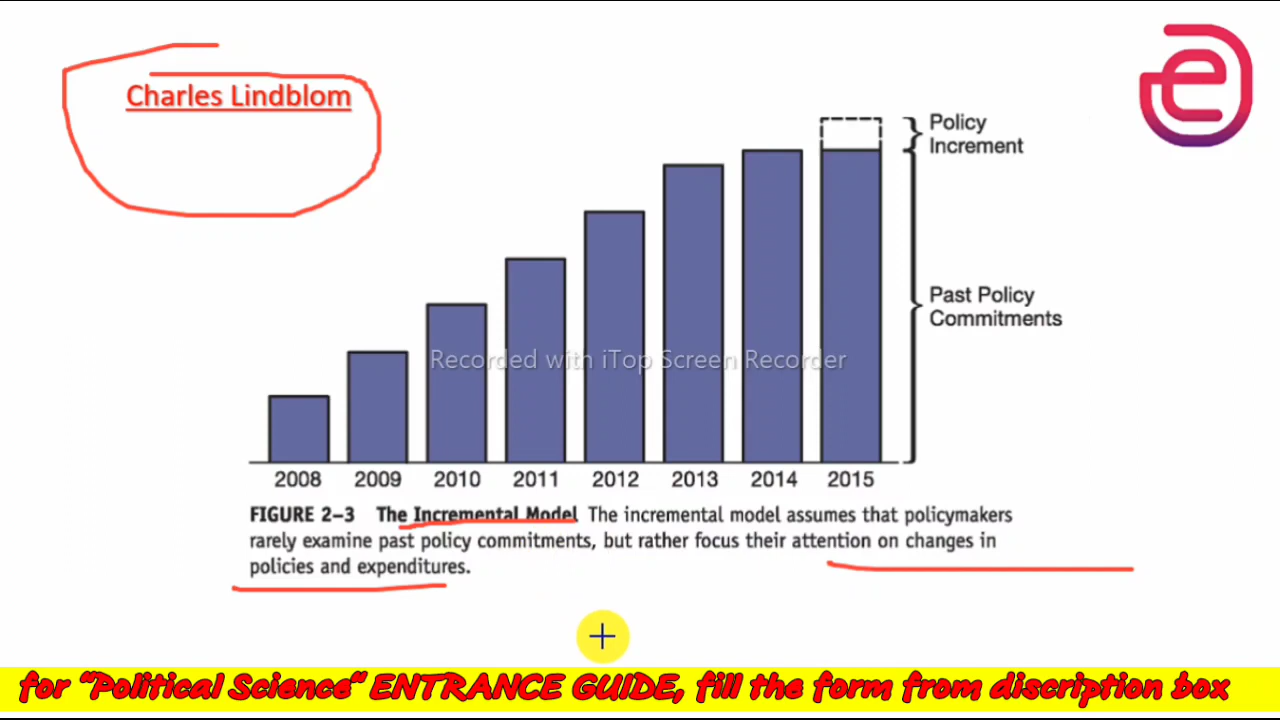 Charles Lindblom
Policy
Increment
Past Policy
Commitments
Recorded with iTop Screen Recorder
2008 2009 2010 2011 2012 2013 2014 2015
FIGURE 2–3 The Incremental Model The incremental model assumes that policymakers
rarely examine past policy commitments, but rather focus their attention on changes in
policies and expenditures.
for "Political Science" ENTRANCE GUIDE, fill the form from discription box